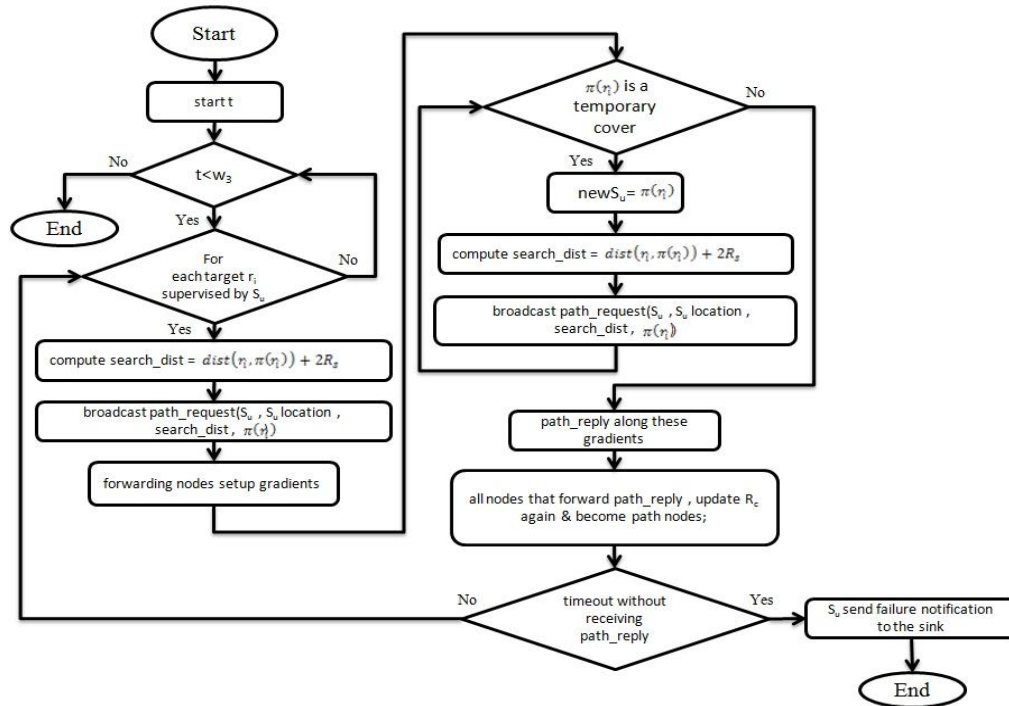 Start
start t
t<w₃
No
End
Yes
For
each target rᵢ
supervised by Sᵤ
No
Yes
compute search_dist = dist(rᵢ,π(rᵢ)) + 2Rₛ
broadcast path_request(Sᵤ , Sᵤ location ,
search_dist , π(rᵢ)
forwarding nodes setup gradients
π(rᵢ) is a
temporary
cover
No
Yes
newSᵤ= π(rᵢ)
compute search_dist = dist(rᵢ,π(rᵢ)) + 2Rₛ
broadcast path_request(Sᵤ , Sᵤ location ,
search_dist , π(rᵢ)
path_reply along these
gradients
all nodes that forward path_reply , update R꜀
again & become path nodes;
timeout without
receiving
path_reply
No
Yes
Sᵤ send failure notification
to the sink
End